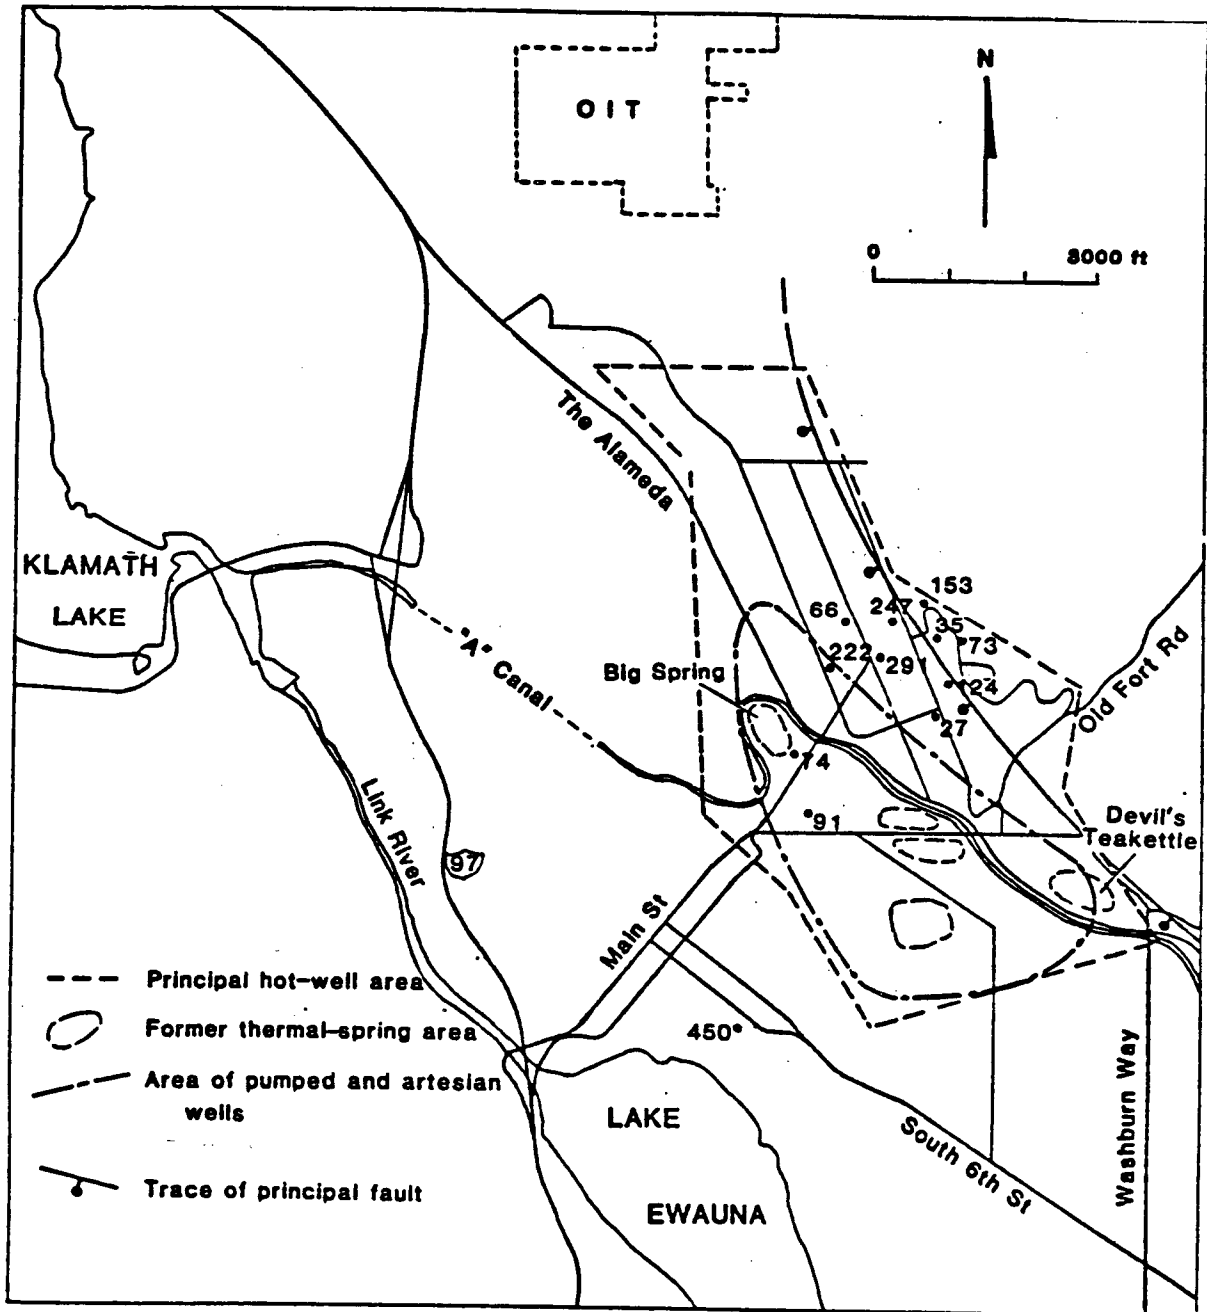 OIT
N
0 3000 ft
The Alameda
KLAMATH
LAKE
"A" Canal
Big Spring
153
66
247
35
73
222
291
24
27
74
91
Old Fort Rd
Devil's
Teakettle
Link River
97
Main St
450
Principal hot-well area
Former thermal-spring area
Area of pumped and artesian
wells
Trace of principal fault
LAKE
EWAUNA
South 6th St
Washburn Way